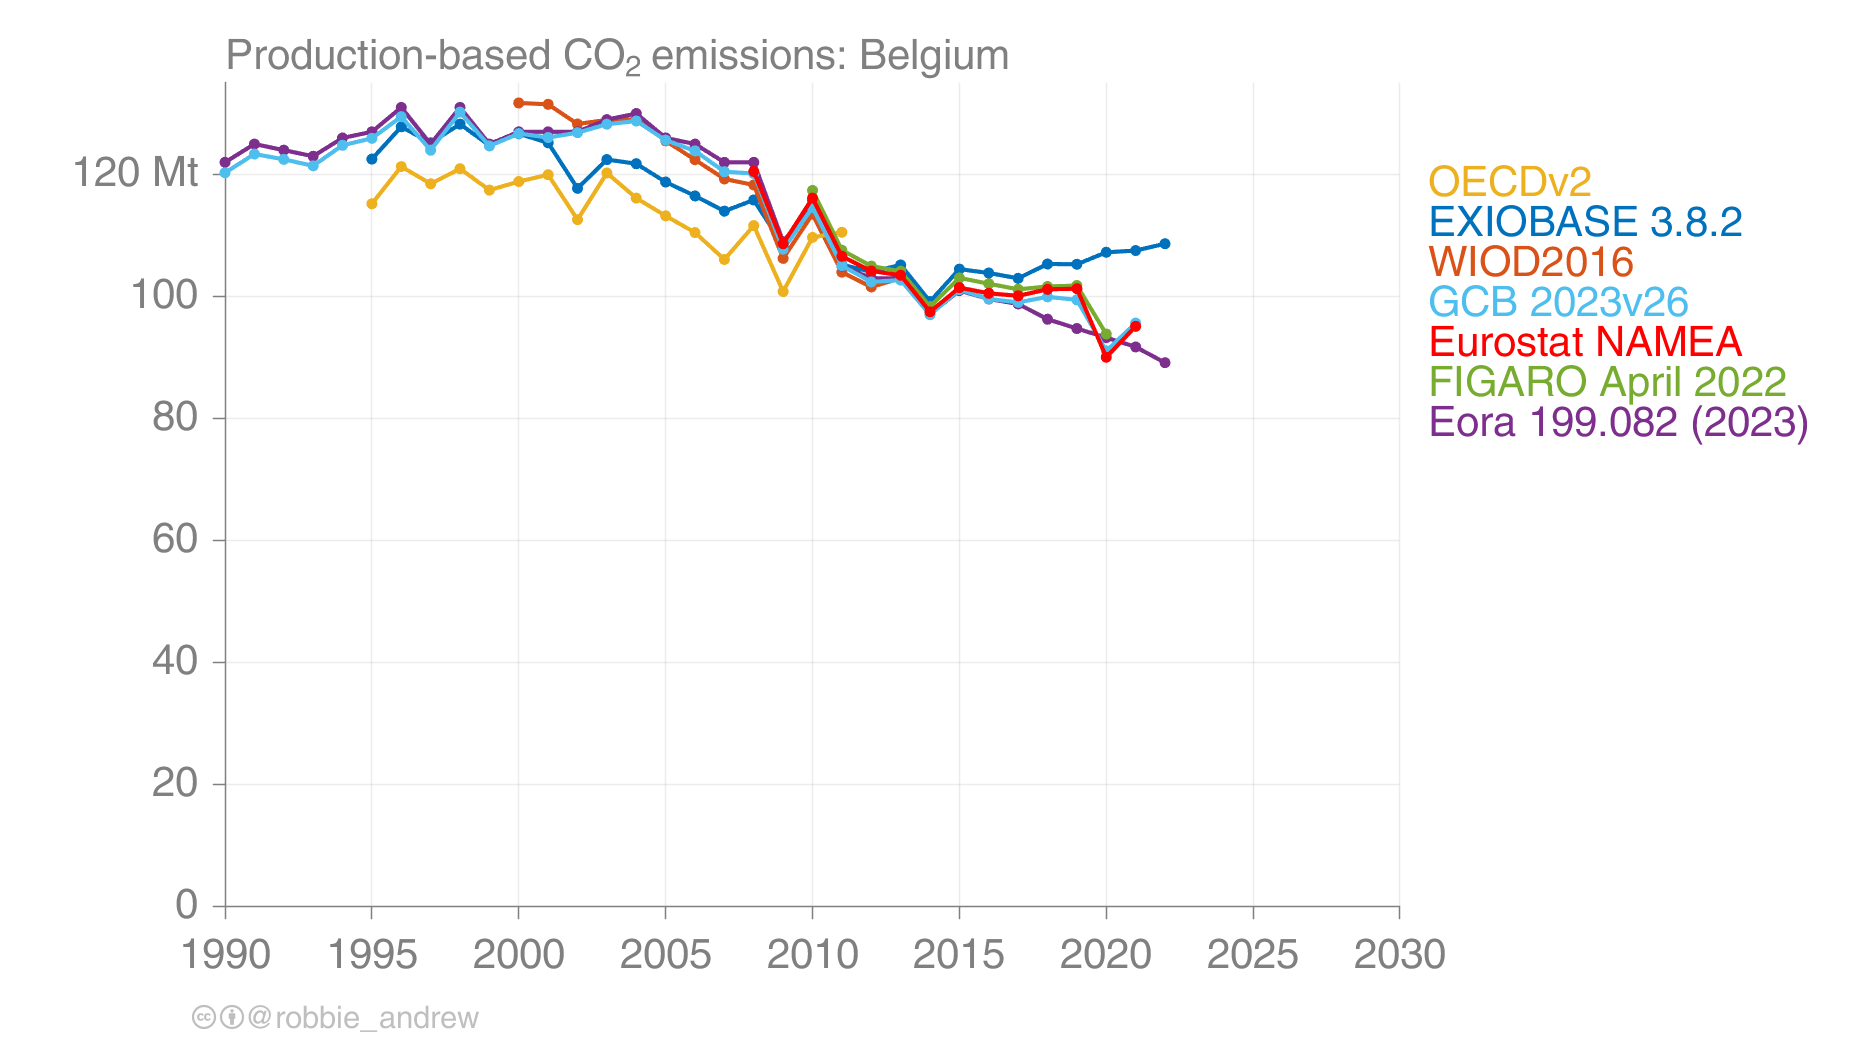 Production-based CO₂ emissions: Belgium
120 Mt
100
80
60
40
20
0
1990 1995 2000 2005 2010 2015 2020 2025 2030
OECDv2
EXIOBASE 3.8.2
WIOD2016
GCB 2023v26
Eurostat NAMEA
FIGARO April 2022
Eora 199.082 (2023)
@robbie_andrew